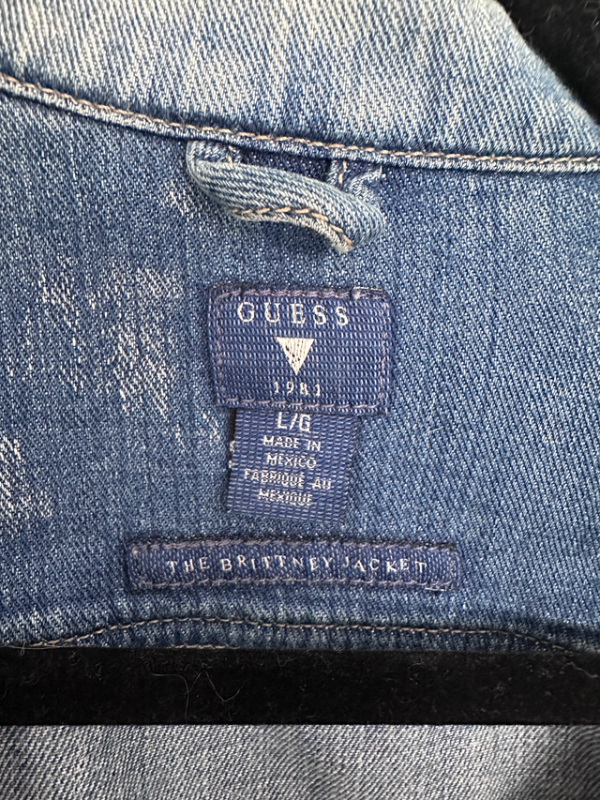 GUESS
1981
L/G
MADE IN
MEXICO
FABRIQUÉ AU
MEXIQUE
THE BRITTNEY JACKET